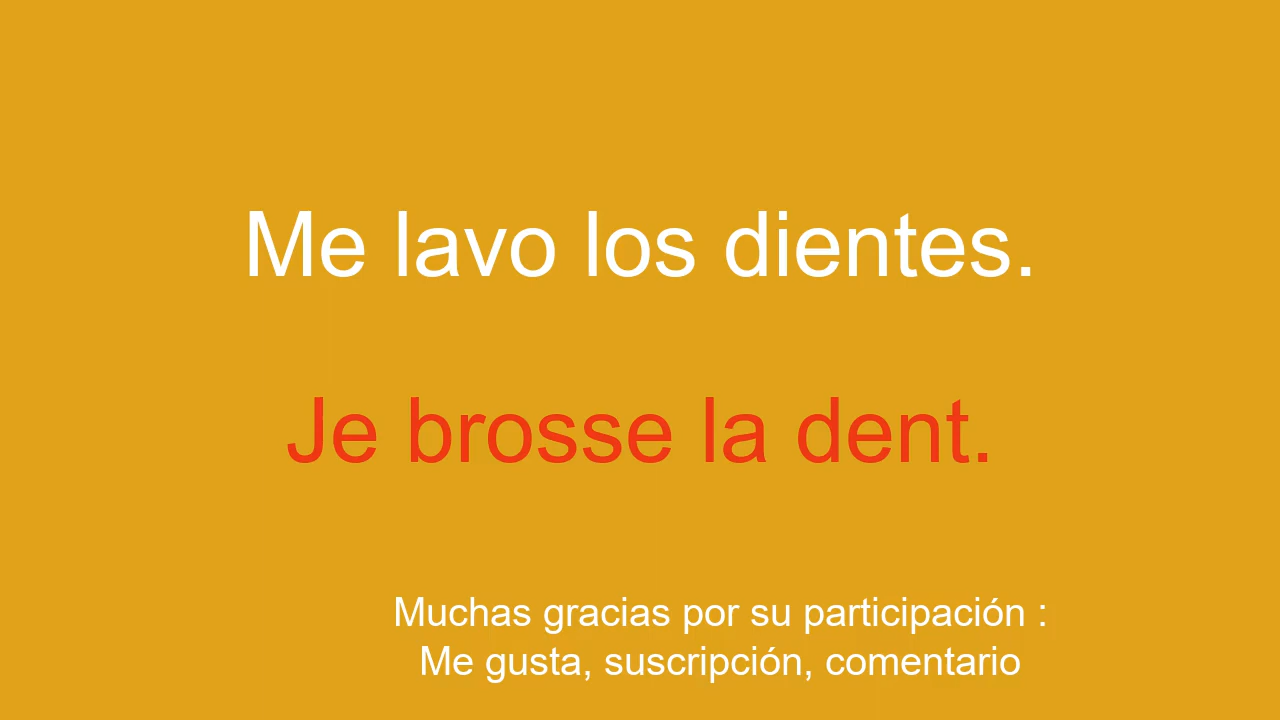 Me lavo los dientes.
Je brosse la dent.
Muchas gracias por su participación :
Me gusta, suscripción, comentario